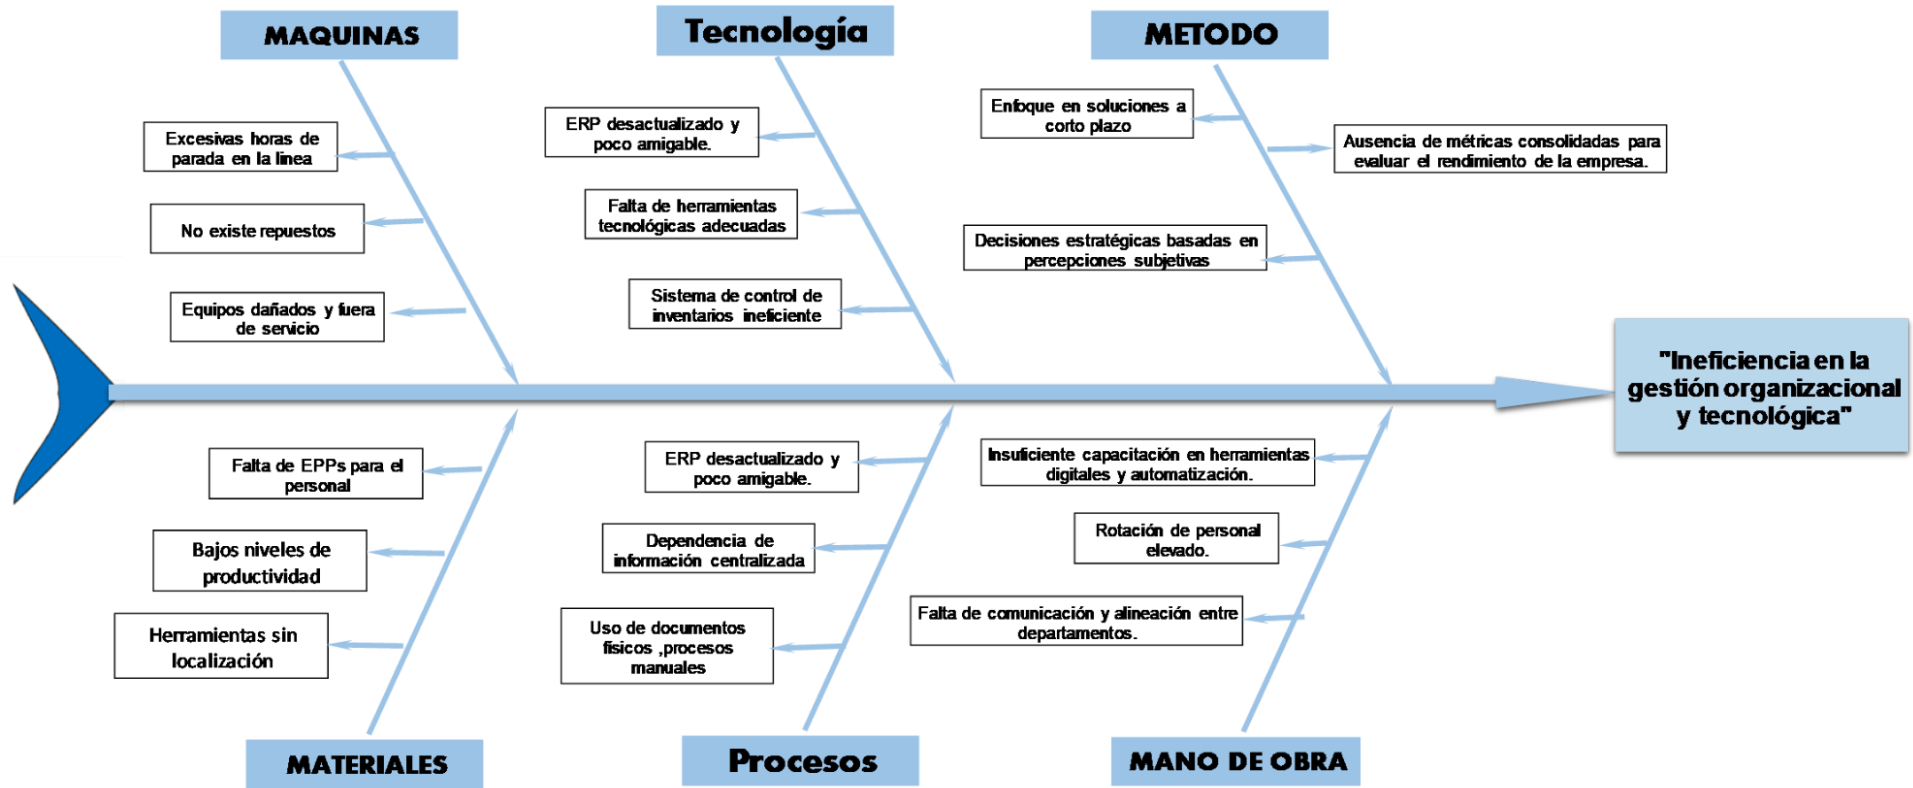 MAQUINAS
Tecnología
METODO
Excesivas horas de
parada en la linea
No existe repuestos
Equipos dañados y fuera
de servicio
ERP desactualizado y
poco amigable.
Falta de herramientas
tecnológicas adecuadas
Sistema de control de
inventarios ineficiente
Enfoque en soluciones a
corto plazo
Ausencia de métricas consolidadas para
evaluar el rendimiento de la empresa.
Decisiones estratégicas basadas en
percepciones subjetivas
"Ineficiencia en la
gestión organizacional
y tecnológica"
Falta de EPPs para el
personal
Bajos niveles de
productividad
Herramientas sin
localización
ERP desactualizado y
poco amigable.
Dependencia de
información centralizada
Uso de documentos
físicos ,procesos
manuales
Insuficiente capacitación en herramientas
digitales y automatización.
Rotación de personal
elevado.
Falta de comunicación y alineación entre
departamentos.
MATERIALES
Procesos
MANO DE OBRA